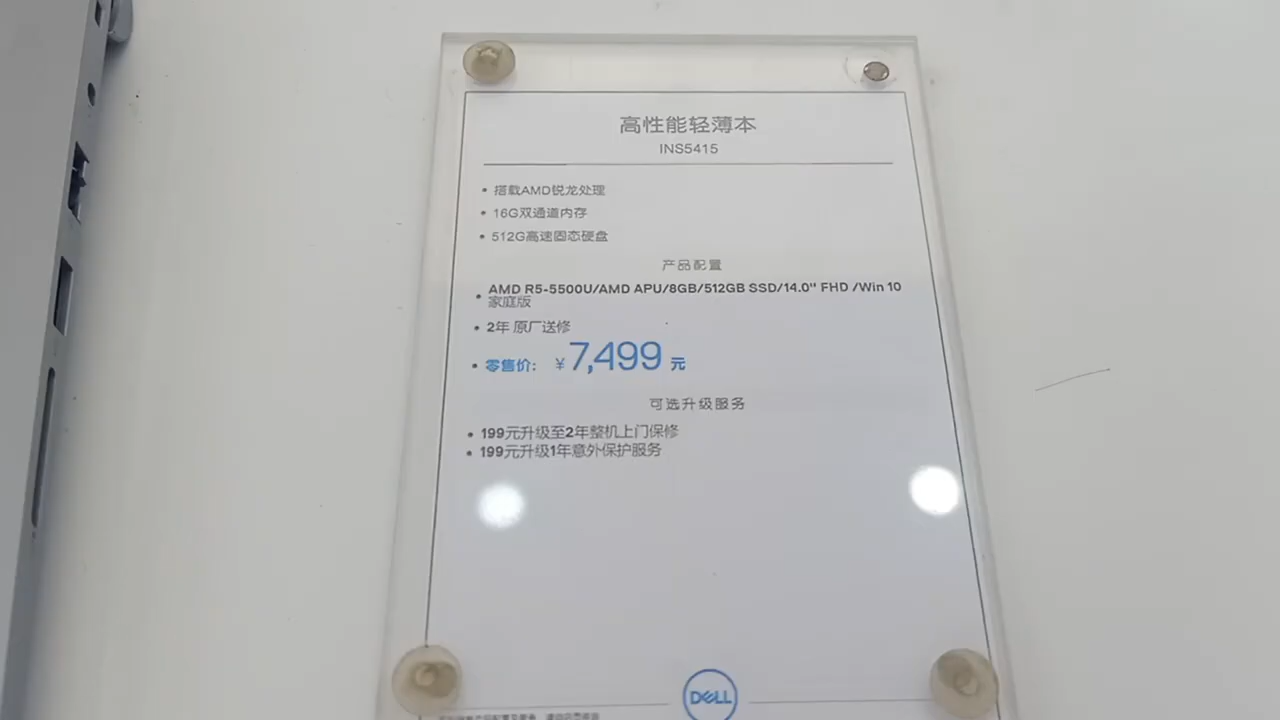 高性能轻薄本
INS5415
• 搭载AMD锐龙处理
• 16G双通道内存
• 512G高速固态硬盘
产品配置
• AMD R5-5500U/AMD APU/8GB/512GB SSD/14.0" FHD /Win 10
家庭版
• 2年 原厂送修
• 零售价: ¥7,499 元
可选升级服务
• 199元升级至2年整机上门保修
• 199元升级1年意外保护服务
DELL